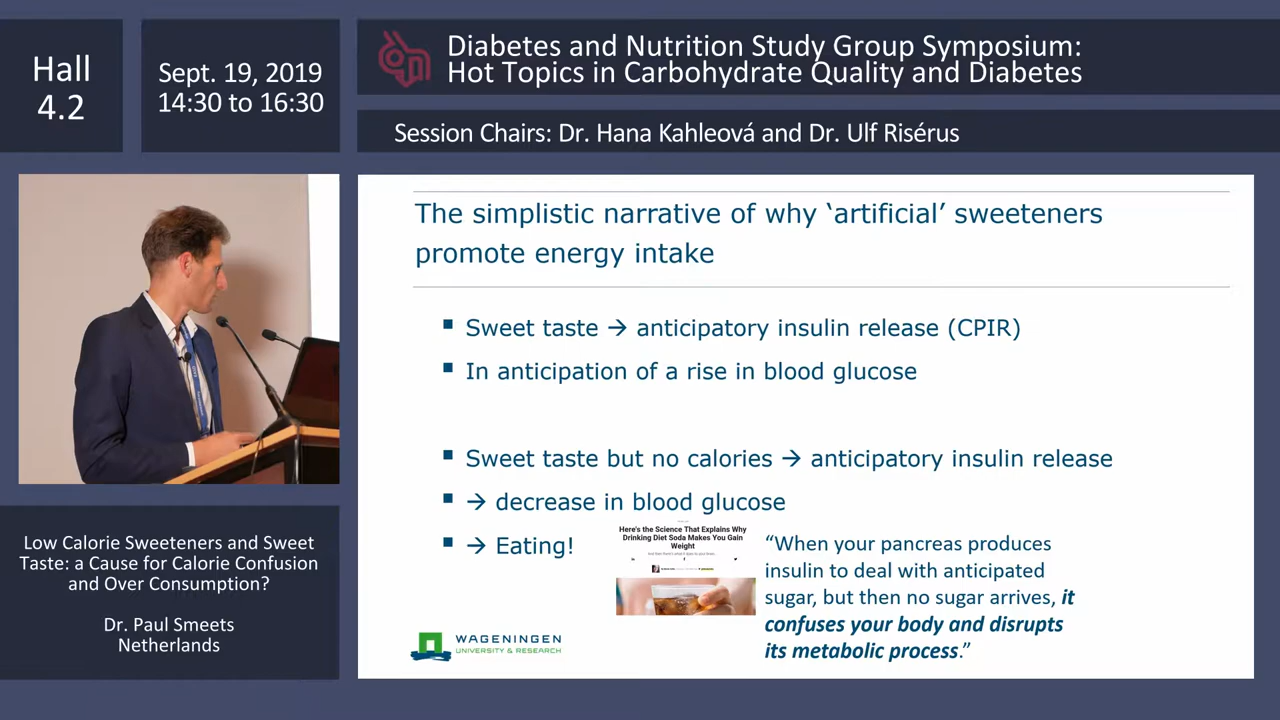 Hall
4.2
Sept. 19, 2019
14:30 to 16:30
Diabetes and Nutrition Study Group Symposium:
Hot Topics in Carbohydrate Quality and Diabetes
Session Chairs: Dr. Hana Kahleová and Dr. Ulf Risérus
The simplistic narrative of why ‘artificial’ sweeteners
promote energy intake
▪ Sweet taste → anticipatory insulin release (CPIR)
▪ In anticipation of a rise in blood glucose
▪ Sweet taste but no calories → anticipatory insulin release
▪ → decrease in blood glucose
▪ → Eating!
Here's the Science That Explains Why
Drinking Diet Soda Makes You Gain
Weight
“When your pancreas produces
insulin to deal with anticipated
sugar, but then no sugar arrives, it
confuses your body and disrupts
its metabolic process.”
WAGENINGEN
UNIVERSITY & RESEARCH
Low Calorie Sweeteners and Sweet
Taste: a Cause for Calorie Confusion
and Over Consumption?
Dr. Paul Smeets
Netherlands